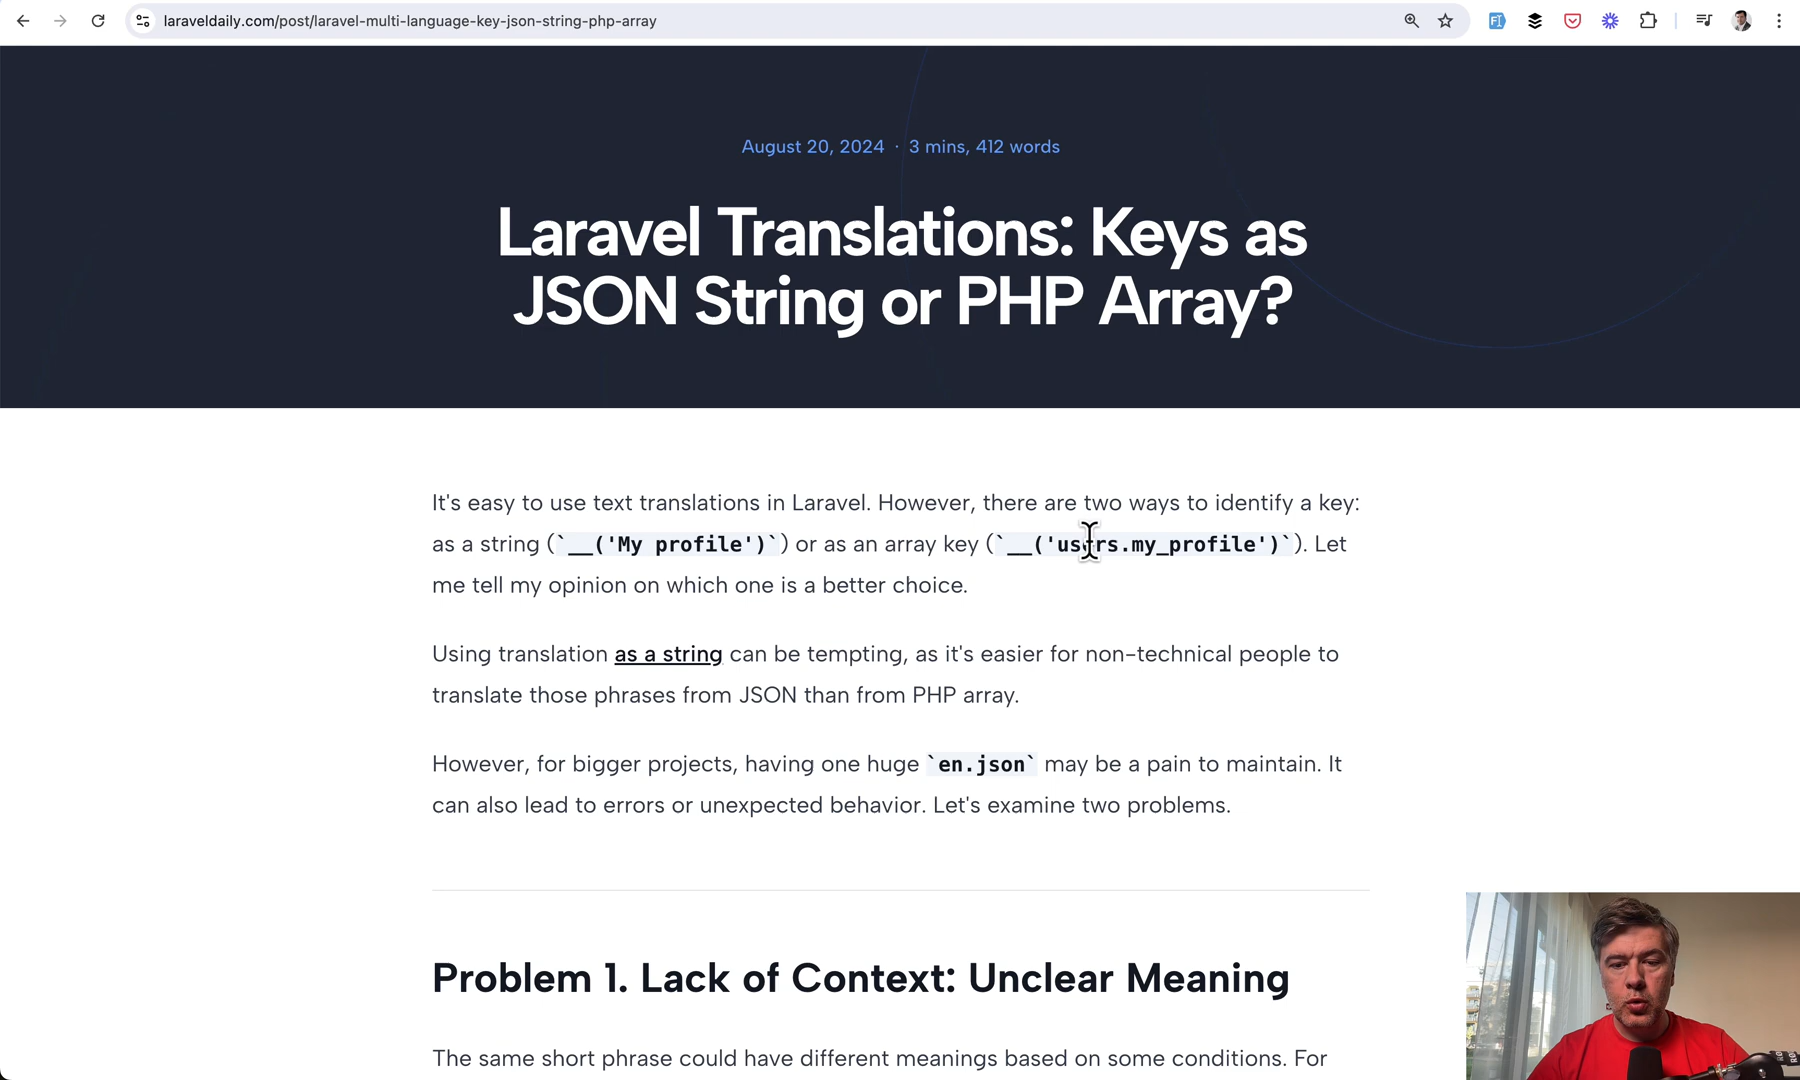 laraveldaily.com/post/laravel-multi-language-key-json-string-php-array
August 20, 2024 · 3 mins, 412 words
Laravel Translations: Keys as
JSON String or PHP Array?
It's easy to use text translations in Laravel. However, there are two ways to identify a key:
as a string (`__('My profile')`) or as an array key (`__('users.my_profile')`). Let
me tell my opinion on which one is a better choice.
Using translation as a string can be tempting, as it's easier for non-technical people to
translate those phrases from JSON than from PHP array.
However, for bigger projects, having one huge `en.json` may be a pain to maintain. It
can also lead to errors or unexpected behavior. Let's examine two problems.
Problem 1. Lack of Context: Unclear Meaning
The same short phrase could have different meanings based on some conditions. For